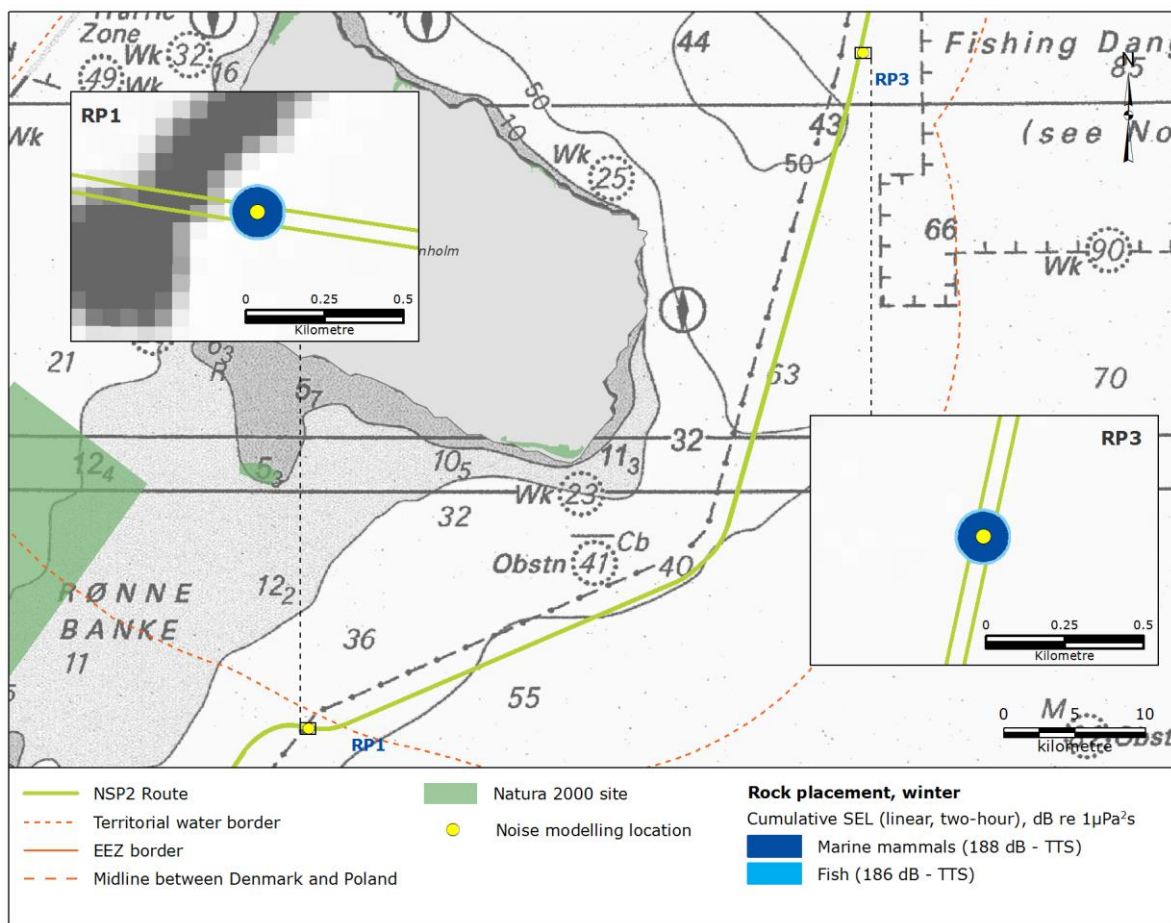 Traffic
Zone
Wk 32
49
Wk
16
Wk
44
Fishing Dang
85
N
RP3
50
10
43
(see No
Wk
25
50
66
90
Wk
RP1
nholm
0 0.25 0.5
Kilometre
21
R
5₇
63
70
12₄
5₃
10₅
11₃
32
Wk 23
32
Cb
Obstn 41
40
RP3
0 0.25 0.5
Kilometre
RØNNE
BANKE
12₂
11
36
55
M
0 5 10
kilometre
Obst
RP1
NSP2 Route
Territorial water border
EEZ border
Midline between Denmark and Poland
Natura 2000 site
Noise modelling location
Rock placement, winter
Cumulative SEL (linear, two-hour), dB re 1µPa²s
Marine mammals (188 dB - TTS)
Fish (186 dB - TTS)